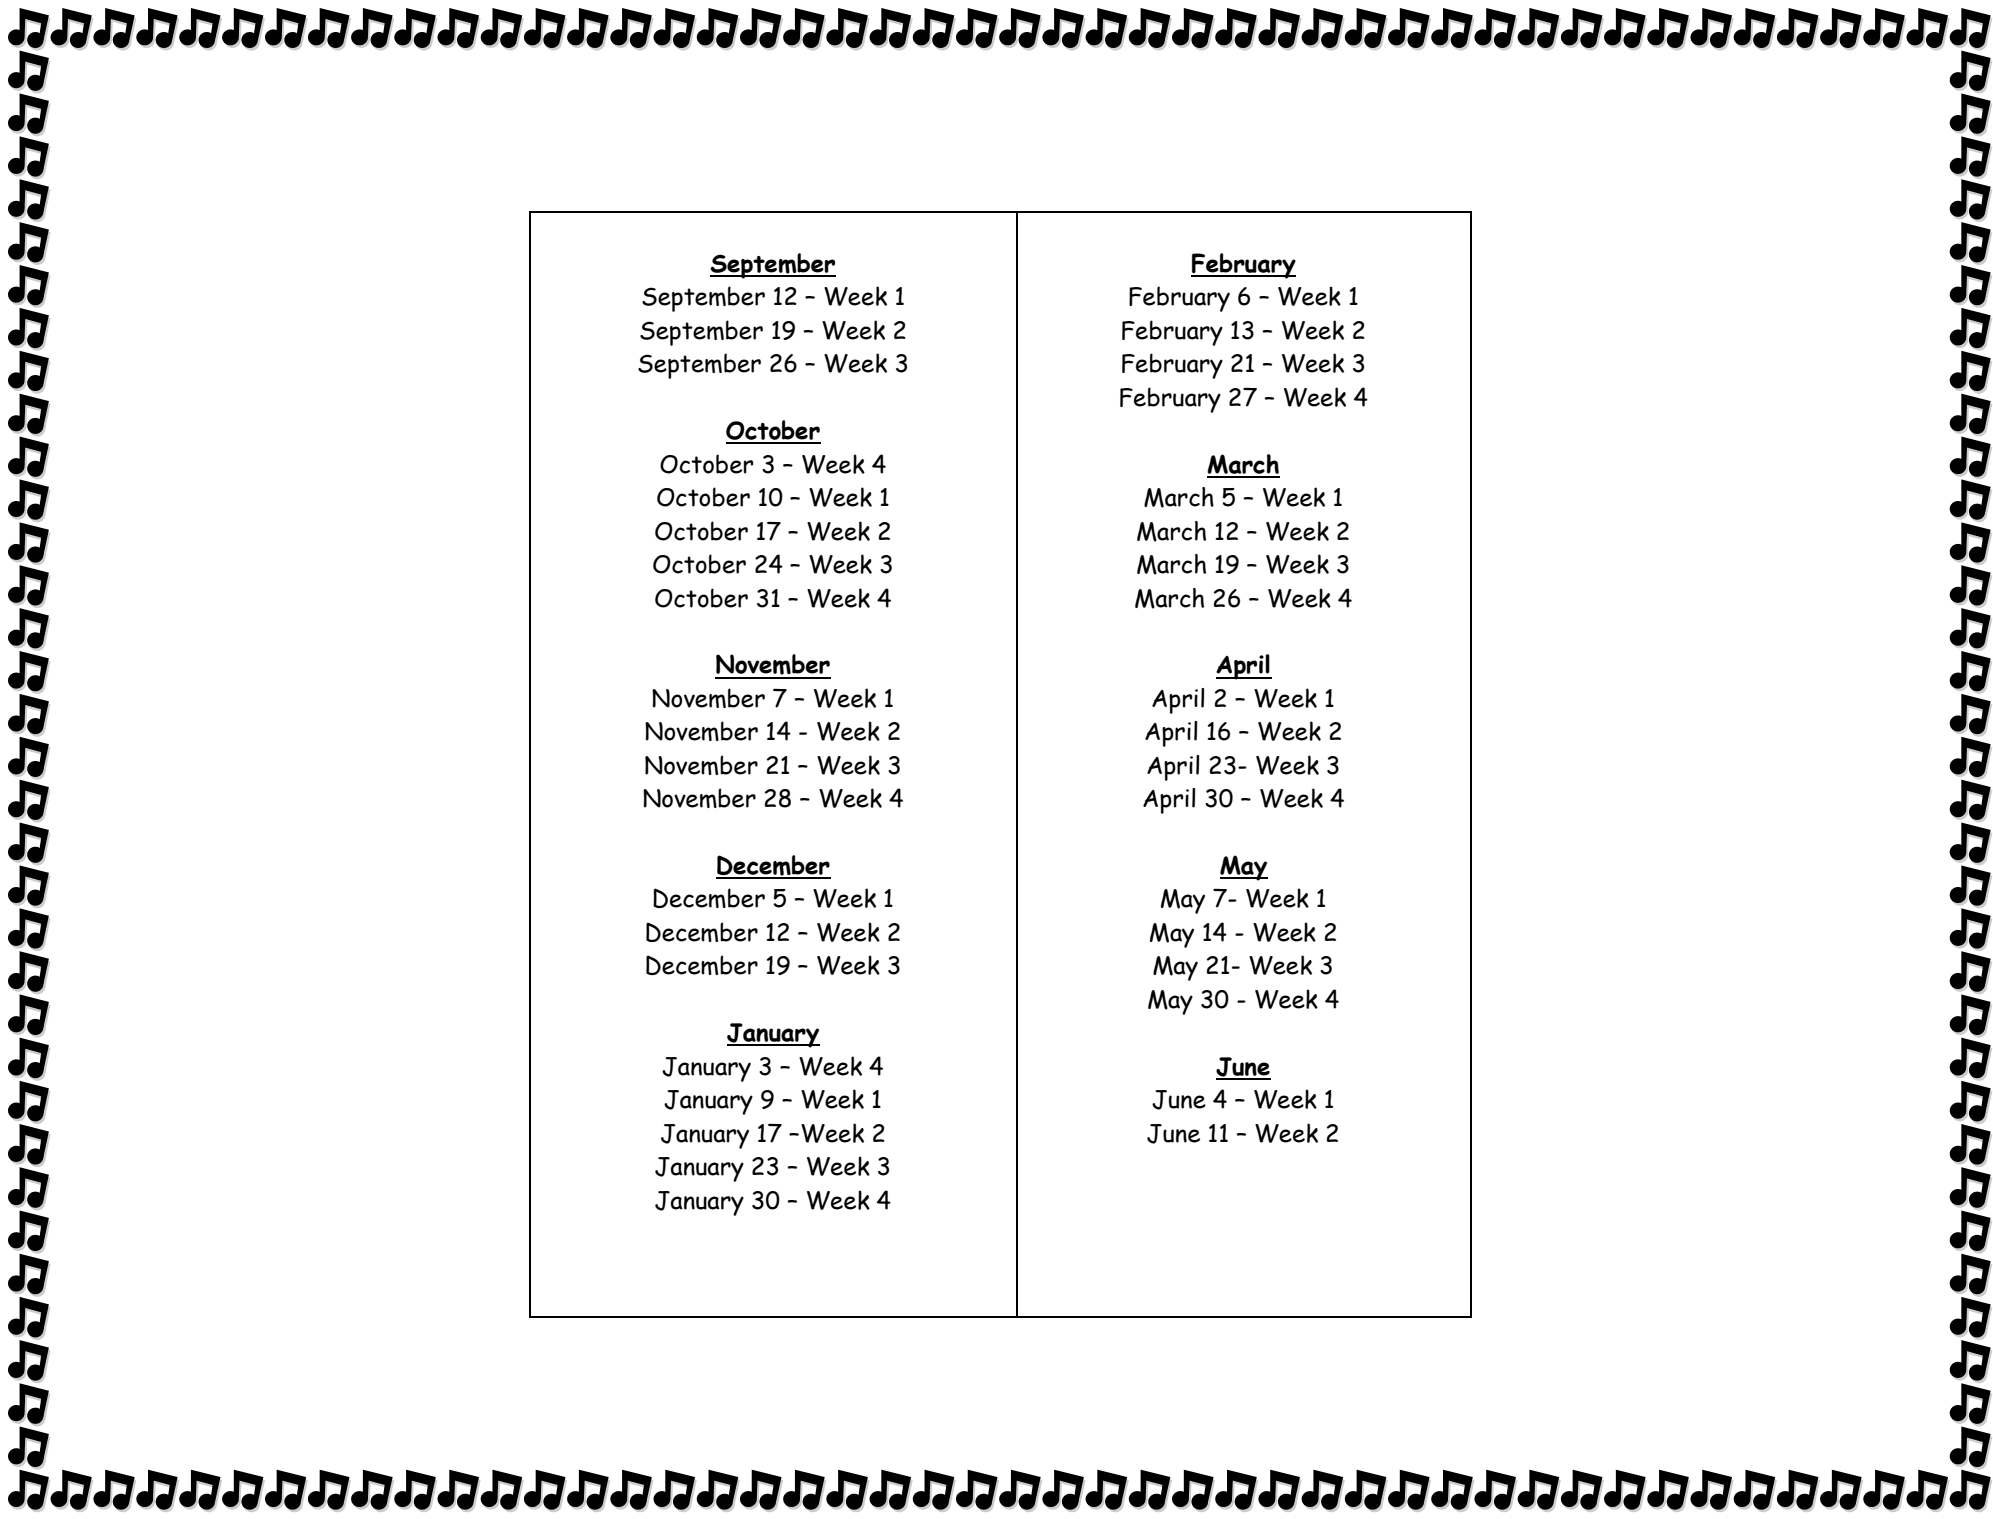 September
September 12 – Week 1
September 19 – Week 2
September 26 – Week 3
October
October 3 – Week 4
October 10 – Week 1
October 17 – Week 2
October 24 – Week 3
October 31 – Week 4
November
November 7 – Week 1
November 14 - Week 2
November 21 – Week 3
November 28 – Week 4
December
December 5 – Week 1
December 12 – Week 2
December 19 – Week 3
January
January 3 – Week 4
January 9 – Week 1
January 17 –Week 2
January 23 – Week 3
January 30 – Week 4
February
February 6 – Week 1
February 13 – Week 2
February 21 – Week 3
February 27 – Week 4
March
March 5 – Week 1
March 12 – Week 2
March 19 – Week 3
March 26 – Week 4
April
April 2 – Week 1
April 16 – Week 2
April 23- Week 3
April 30 – Week 4
May
May 7- Week 1
May 14 - Week 2
May 21- Week 3
May 30 - Week 4
June
June 4 – Week 1
June 11 – Week 2